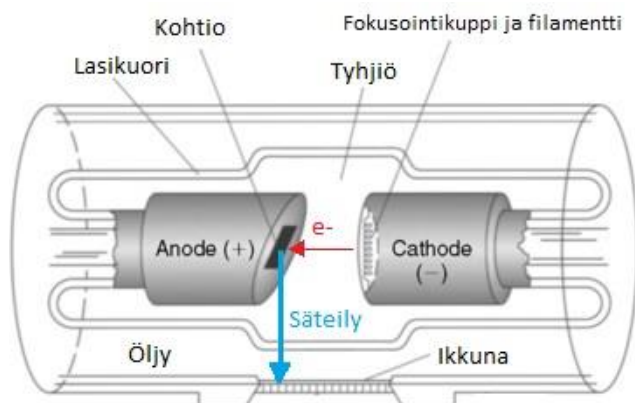 Kohtio
Fokusointikuppi ja filamentti
Lasikuori
Tyhjiö
Anode (+)
e-
Cathode
(−)
Säteily
Öljy
Ikkuna